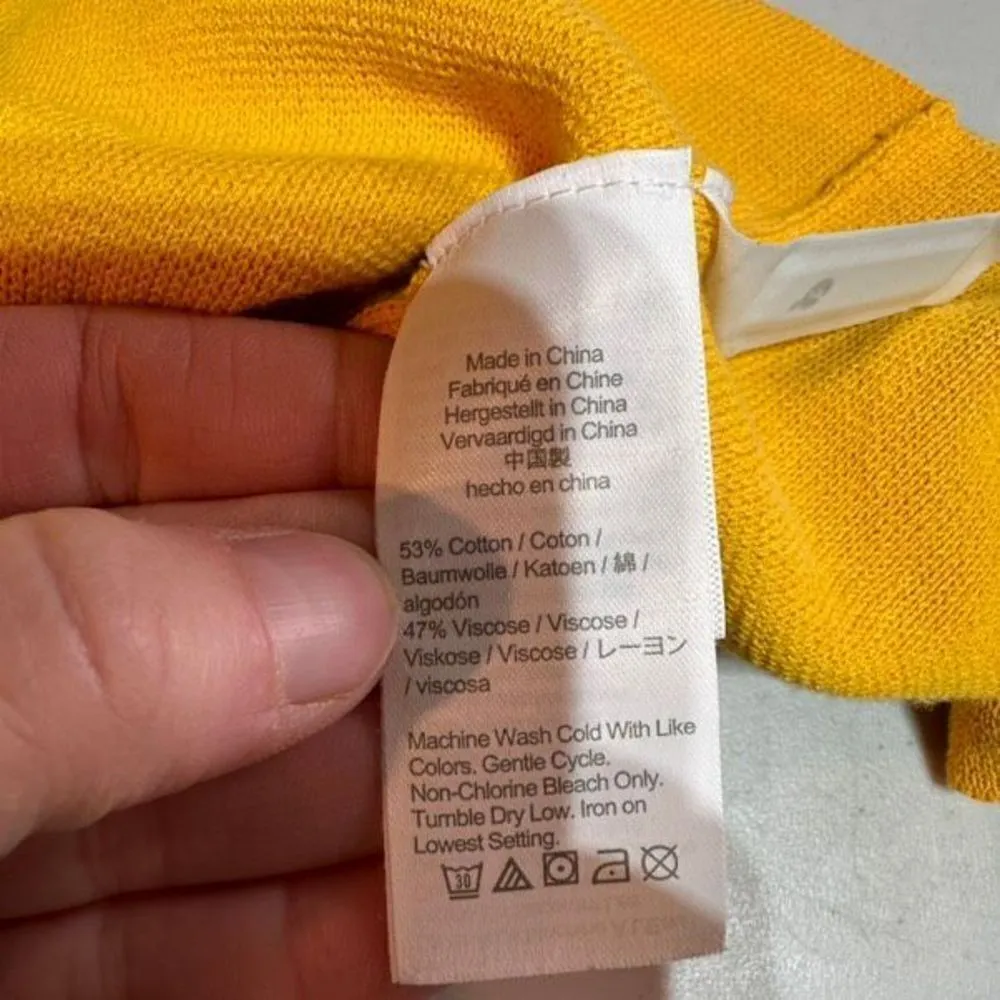 Made in China
Fabriqué en Chine
Hergestellt in China
Vervaardigd in China
中国製
hecho en china
53% Cotton / Coton /
Baumwolle / Katoen / 綿 /
algodón
47% Viscose / Viscose /
Viskose / Viscose / レーヨン
/ viscosa
Machine Wash Cold With Like
Colors. Gentle Cycle.
Non-Chlorine Bleach Only.
Tumble Dry Low. Iron on
Lowest Setting.
30